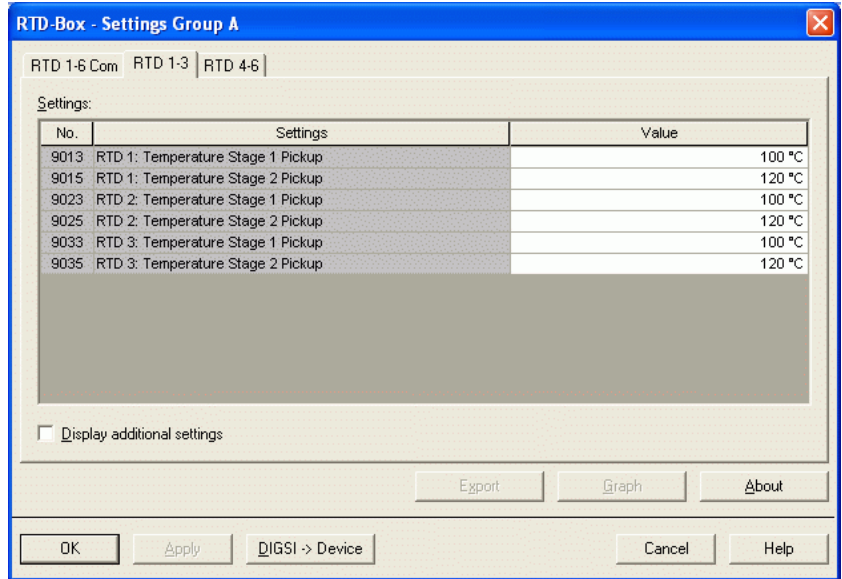 RTD-Box - Settings Group A
RTD 1-6 Com RTD 1-3 RTD 4-6
Settings:
No. Settings Value
9013 RTD 1: Temperature Stage 1 Pickup 100 °C
9015 RTD 1: Temperature Stage 2 Pickup 120 °C
9023 RTD 2: Temperature Stage 1 Pickup 100 °C
9025 RTD 2: Temperature Stage 2 Pickup 120 °C
9033 RTD 3: Temperature Stage 1 Pickup 100 °C
9035 RTD 3: Temperature Stage 2 Pickup 120 °C
Display additional settings
Export Graph About
OK Apply DIGSI -> Device Cancel Help